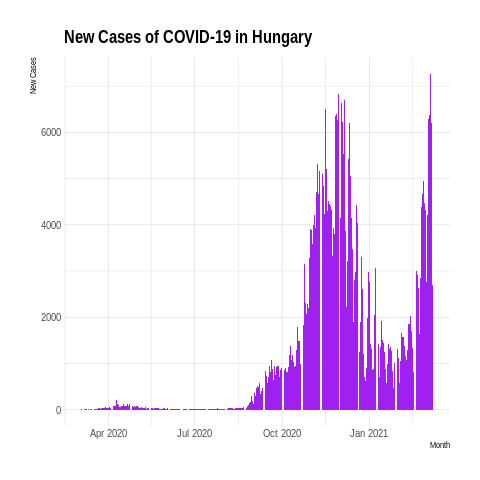 New Cases of COVID-19 in Hungary
New Cases
6000
4000
2000
0
Apr 2020 Jul 2020 Oct 2020 Jan 2021
Month